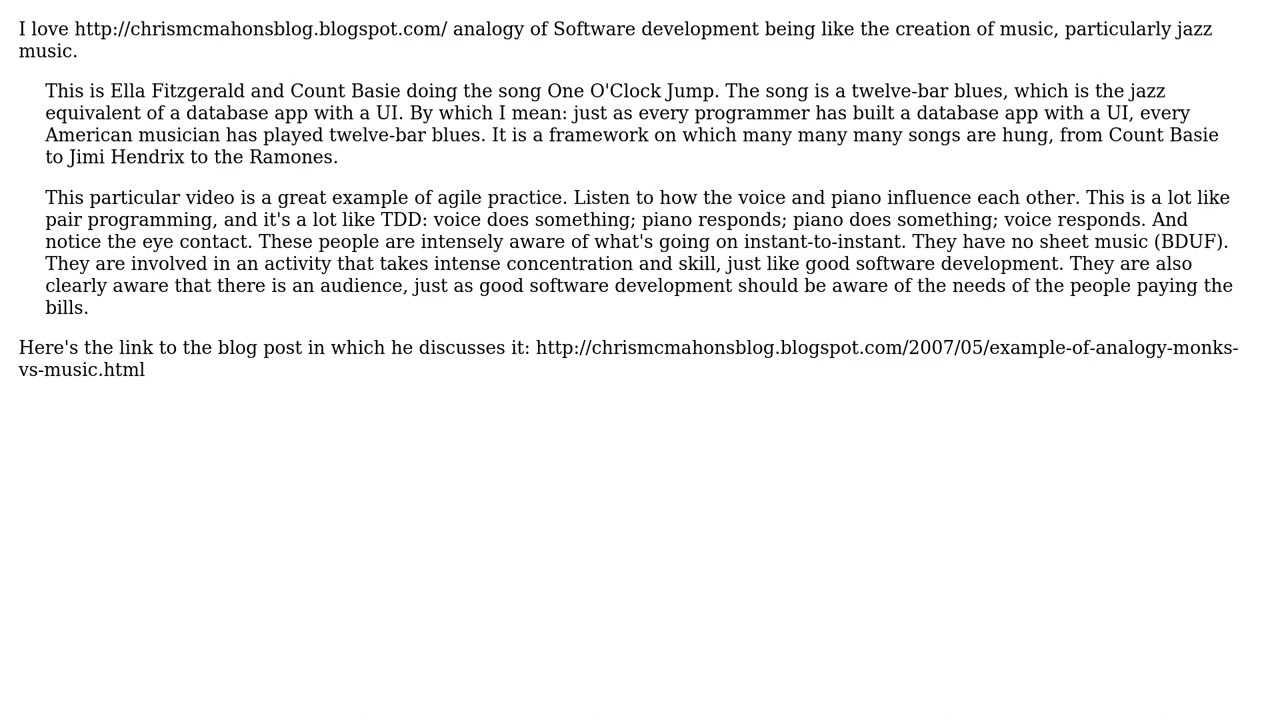 I love http://chrismcmahonsblog.blogspot.com/ analogy of Software development being like the creation of music, particularly jazz
music.
This is Ella Fitzgerald and Count Basie doing the song One O'Clock Jump. The song is a twelve-bar blues, which is the jazz
equivalent of a database app with a UI. By which I mean: just as every programmer has built a database app with a UI, every
American musician has played twelve-bar blues. It is a framework on which many many many songs are hung, from Count Basie
to Jimi Hendrix to the Ramones.
This particular video is a great example of agile practice. Listen to how the voice and piano influence each other. This is a lot like
pair programming, and it's a lot like TDD: voice does something; piano responds; piano does something; voice responds. And
notice the eye contact. These people are intensely aware of what's going on instant-to-instant. They have no sheet music (BDUF).
They are involved in an activity that takes intense concentration and skill, just like good software development. They are also
clearly aware that there is an audience, just as good software development should be aware of the needs of the people paying the
bills.
Here's the link to the blog post in which he discusses it: http://chrismcmahonsblog.blogspot.com/2007/05/example-of-analogy-monks-
vs-music.html